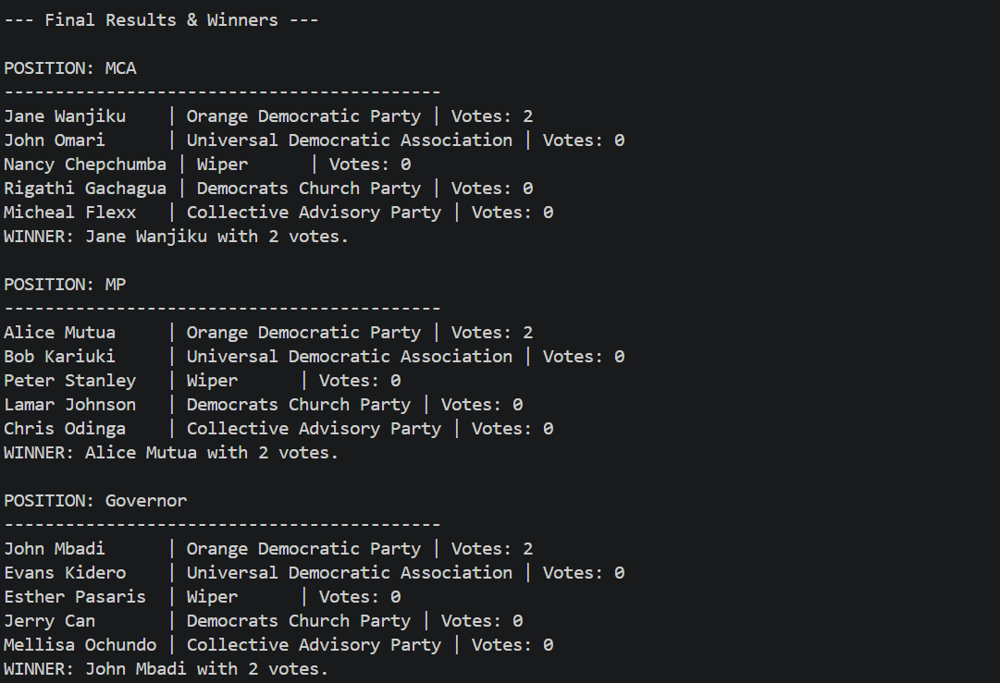 --- Final Results & Winners ---

POSITION: MCA
-------------------------------------------
Jane Wanjiku    | Orange Democratic Party | Votes: 2
John Omari      | Universal Democratic Association | Votes: 0
Nancy Chepchumba | Wiper      | Votes: 0
Rigathi Gachagua | Democrats Church Party | Votes: 0
Micheal Flexx   | Collective Advisory Party | Votes: 0
WINNER: Jane Wanjiku with 2 votes.

POSITION: MP
-------------------------------------------
Alice Mutua     | Orange Democratic Party | Votes: 2
Bob Kariuki     | Universal Democratic Association | Votes: 0
Peter Stanley   | Wiper      | Votes: 0
Lamar Johnson   | Democrats Church Party | Votes: 0
Chris Odinga    | Collective Advisory Party | Votes: 0
WINNER: Alice Mutua with 2 votes.

POSITION: Governor
-------------------------------------------
John Mbadi      | Orange Democratic Party | Votes: 2
Evans Kidero    | Universal Democratic Association | Votes: 0
Esther Pasaris  | Wiper      | Votes: 0
Jerry Can       | Democrats Church Party | Votes: 0
Mellisa Ochundo | Collective Advisory Party | Votes: 0
WINNER: John Mbadi with 2 votes.